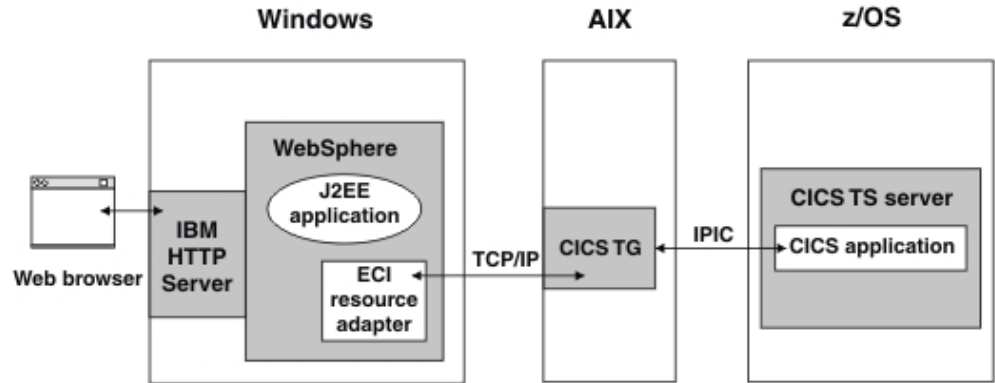 Windows
AIX
z/OS
WebSphere
J2EE
application
IBM
HTTP
Server
Web browser
ECI
resource
adapter
TCP/IP
CICS TG
IPIC
CICS TS server
CICS application